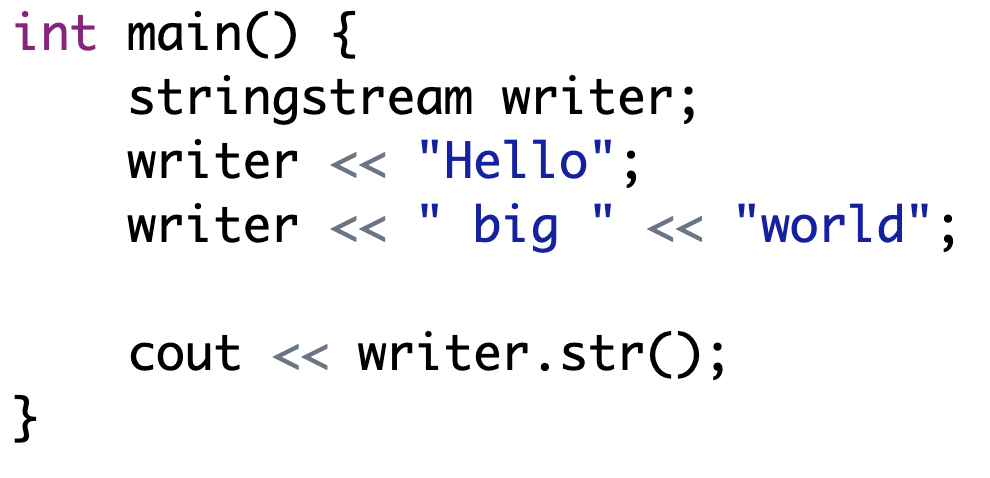 int main() {
    stringstream writer;
    writer << "Hello";
    writer << " big " << "world";

    cout << writer.str();
}